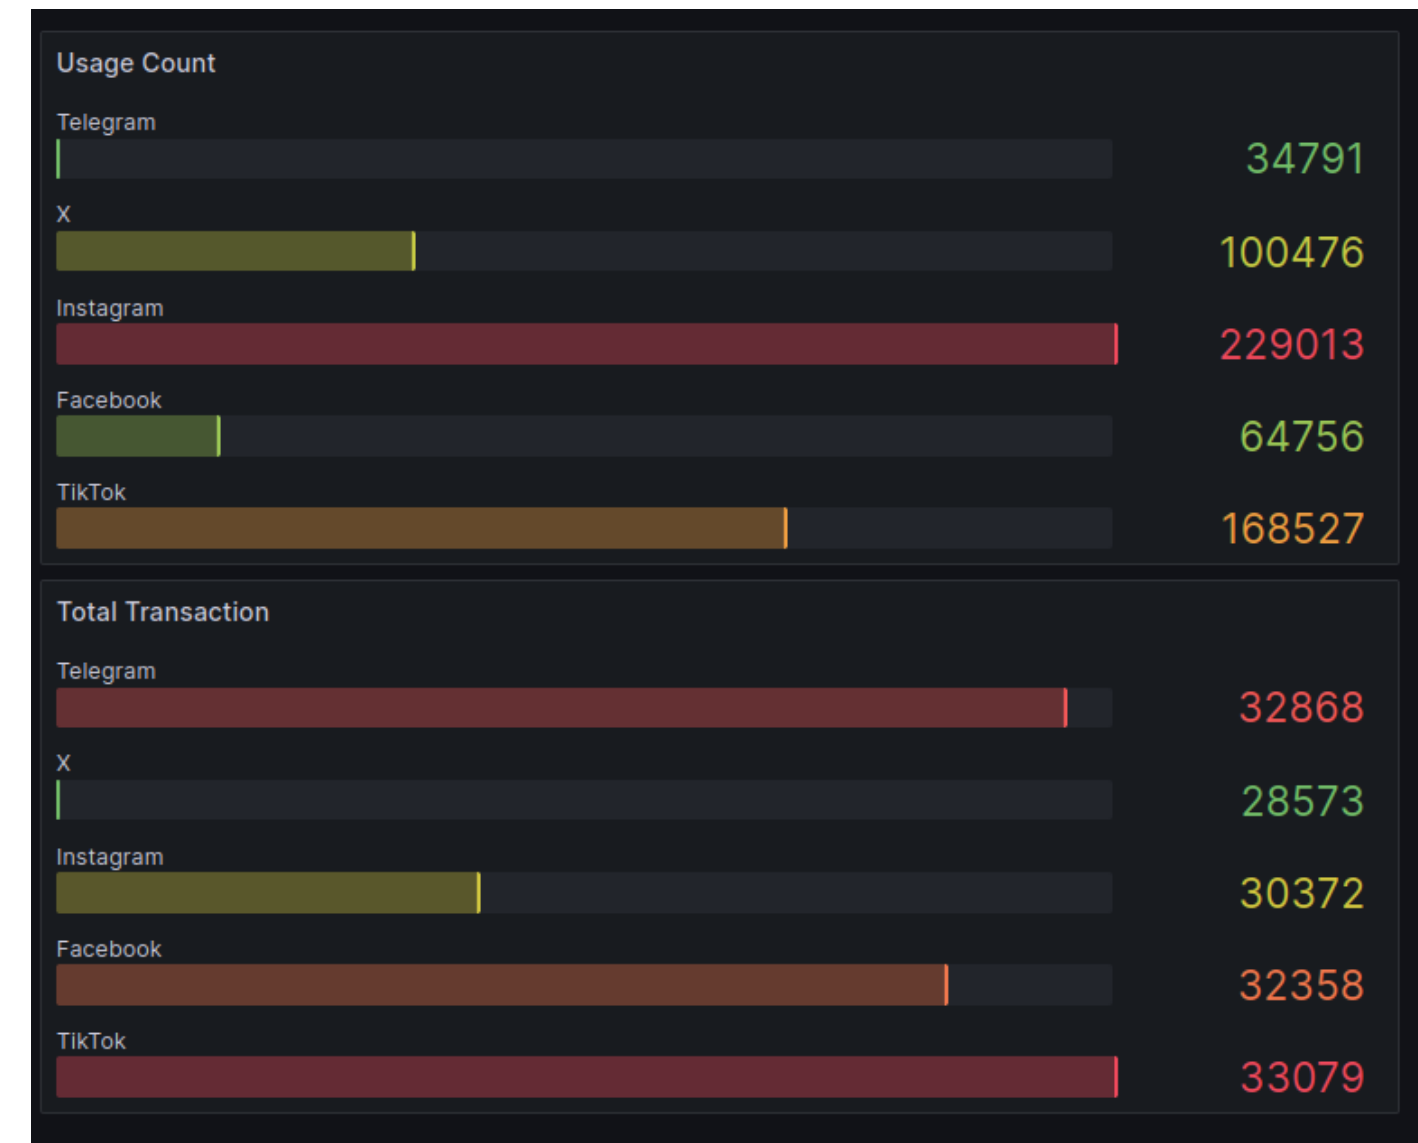 Usage Count
Telegram
34791
X
100476
Instagram
229013
Facebook
64756
TikTok
168527
Total Transaction
Telegram
32868
X
28573
Instagram
30372
Facebook
32358
TikTok
33079